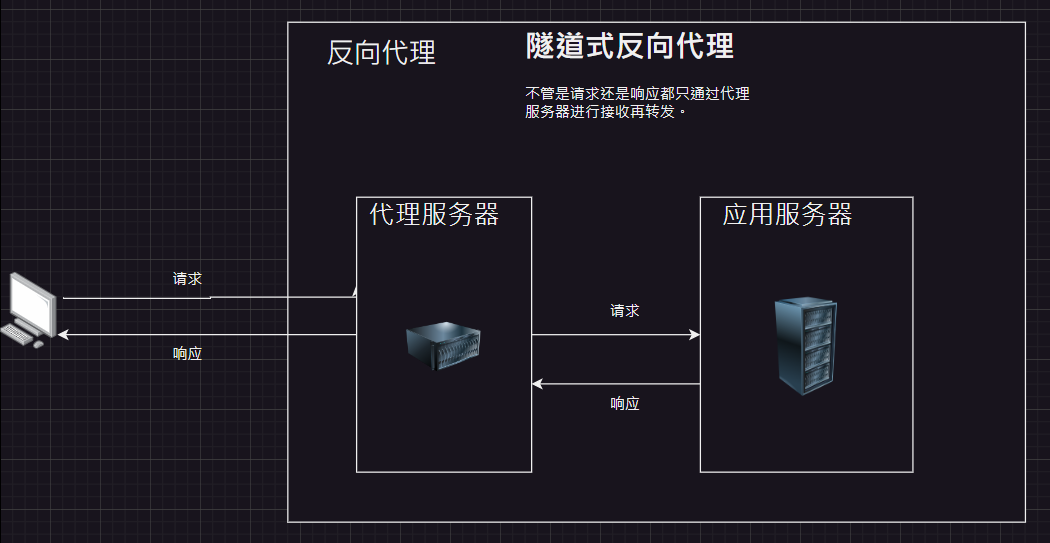 反向代理
隧道式反向代理
不管是请求还是响应都只通过代理
服务器进行接收再转发。
代理服务器
应用服务器
请求
请求
响应
响应